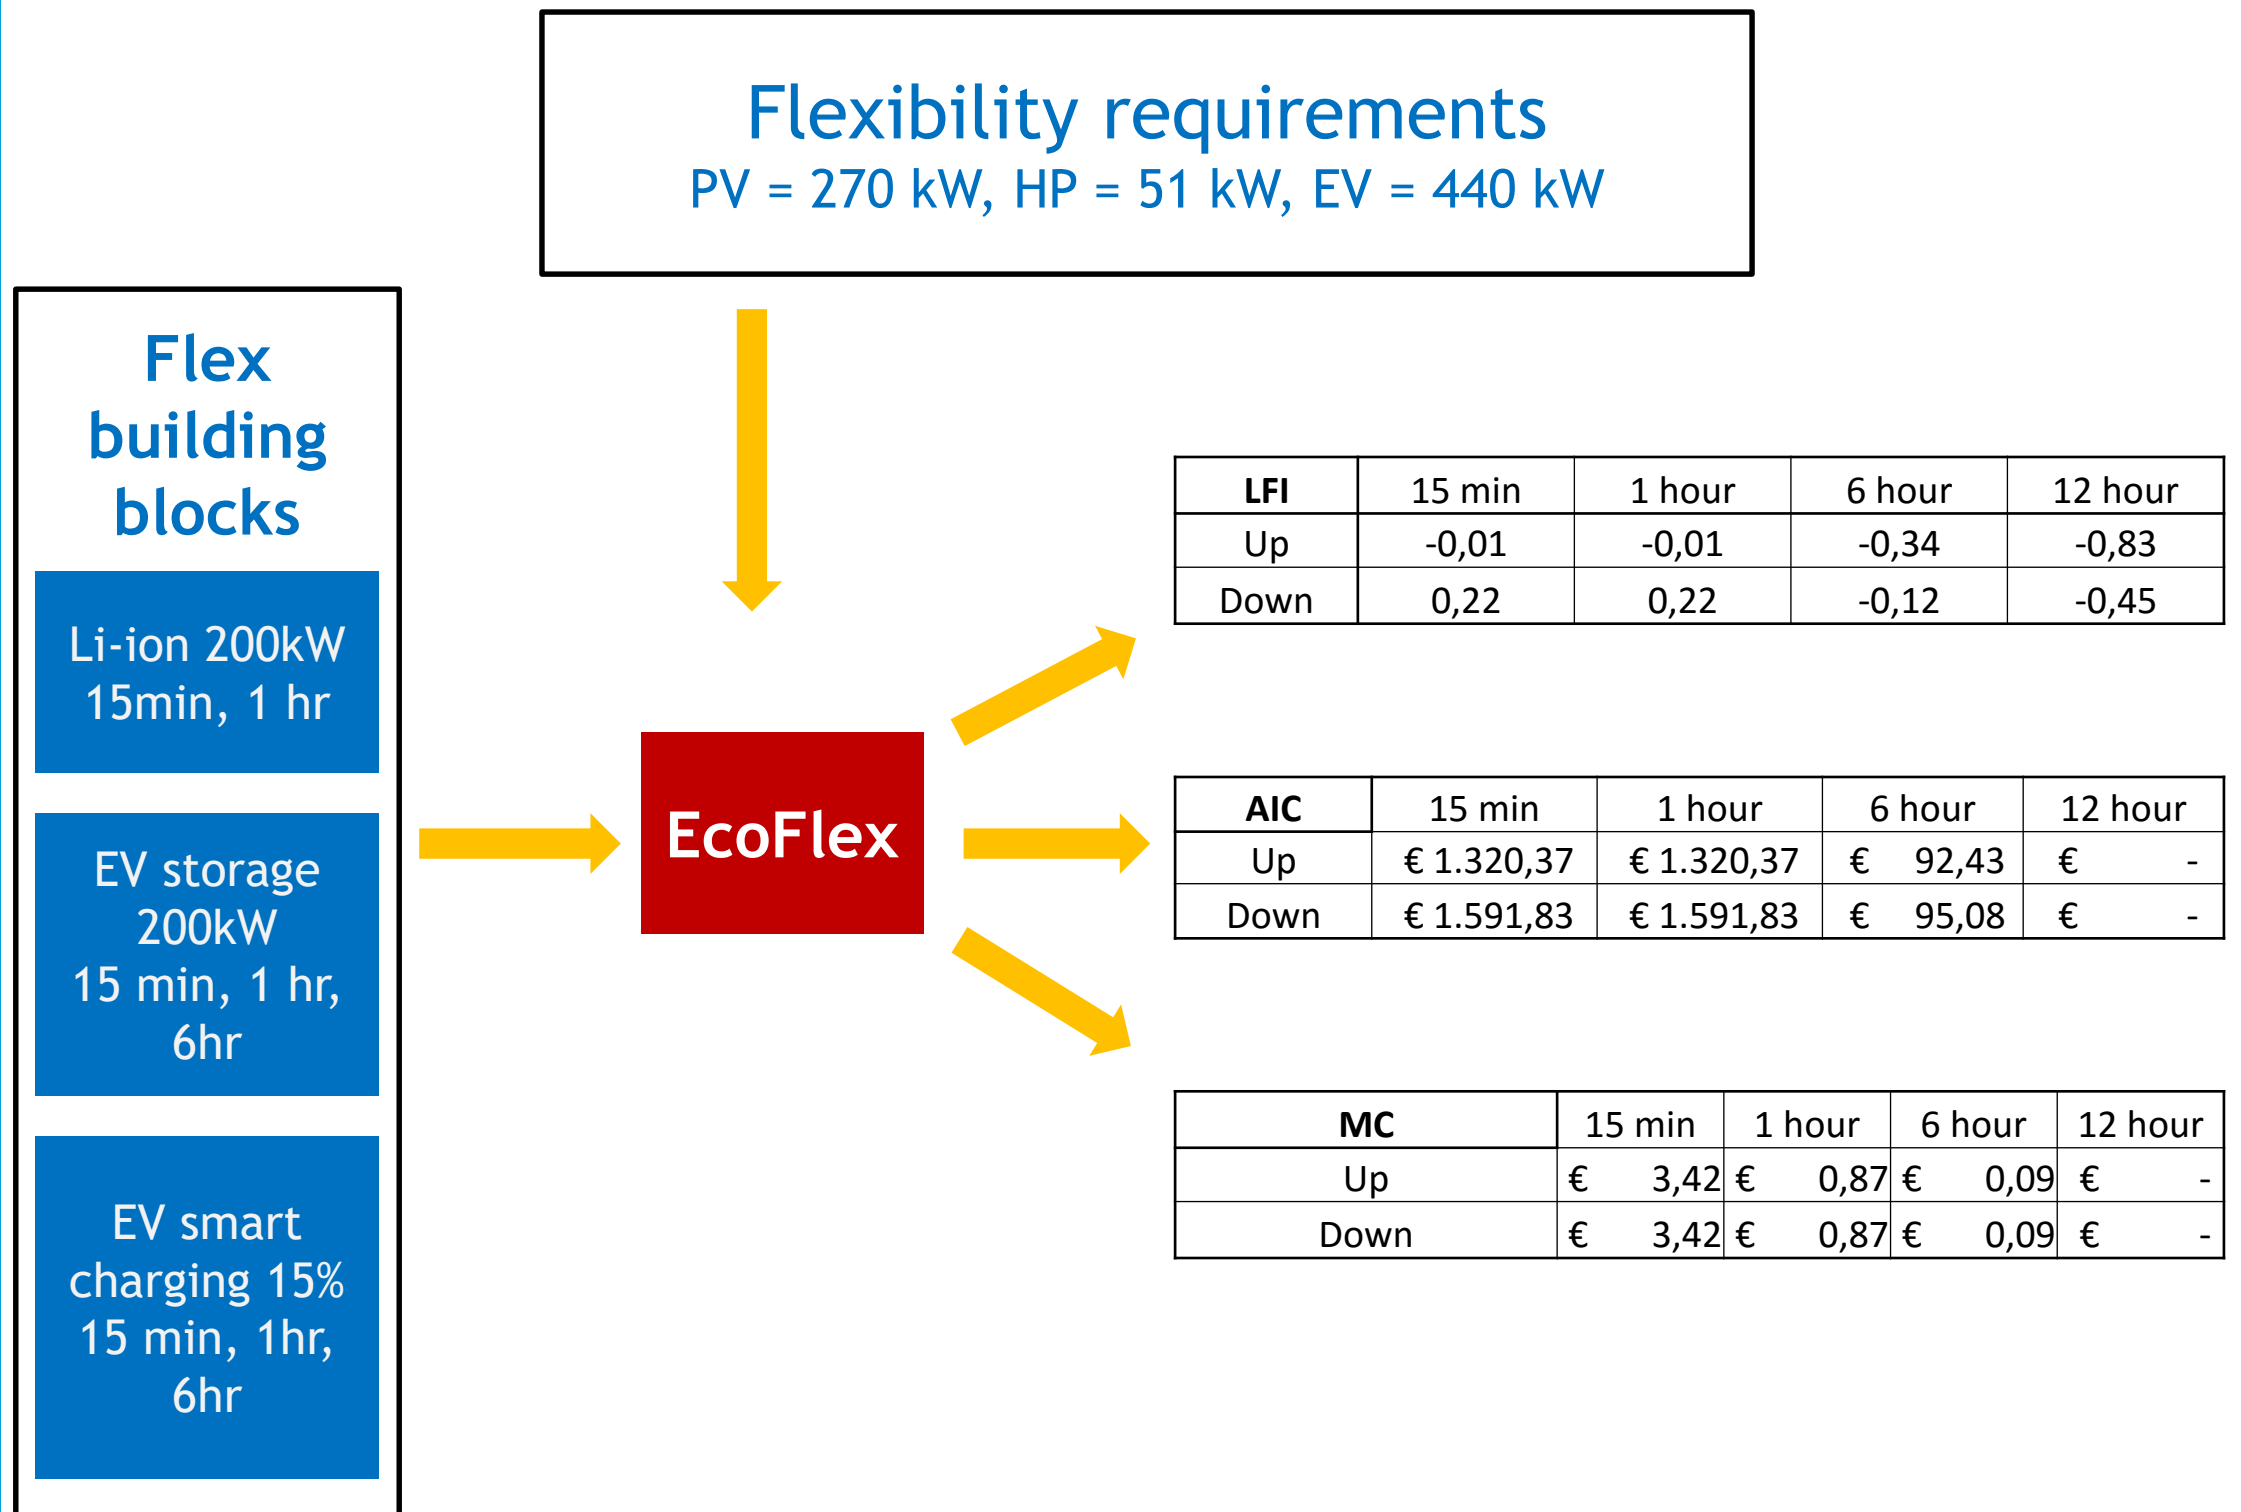 Flexibility requirements
PV = 270 kW, HP = 51 kW, EV = 440 kW
Flex
building
blocks
Li-ion 200kW
15min, 1 hr
EV storage
200kW
15 min, 1 hr,
6hr
EV smart
charging 15%
15 min, 1hr,
6hr
EcoFlex
LFI 15 min 1 hour 6 hour 12 hour
Up -0,01 -0,01 -0,34 -0,83
Down 0,22 0,22 -0,12 -0,45
AIC 15 min 1 hour 6 hour 12 hour
Up € 1.320,37 € 1.320,37 € 92,43 € -
Down € 1.591,83 € 1.591,83 € 95,08 € -
MC 15 min 1 hour 6 hour 12 hour
Up € 3,42 € 0,87 € 0,09 € -
Down € 3,42 € 0,87 € 0,09 € -